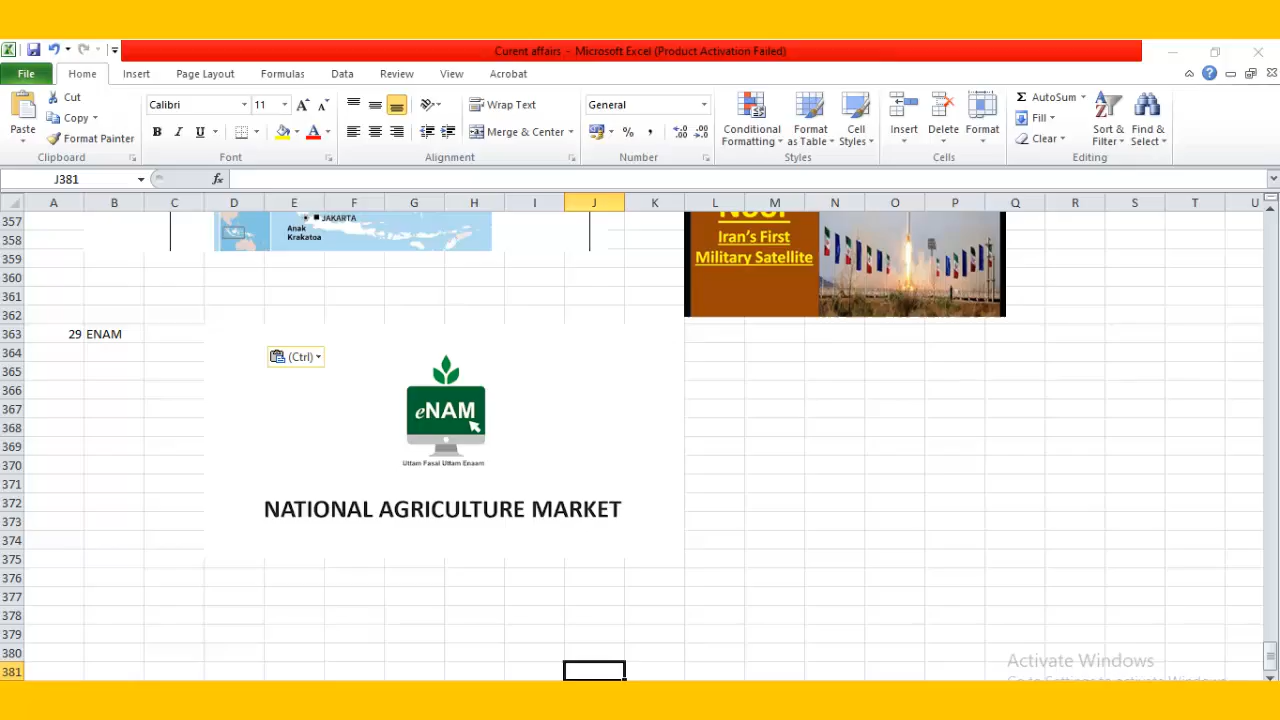 Curent affairs - Microsoft Excel (Product Activation Failed)
File Home Insert Page Layout Formulas Data Review View Acrobat
Paste
Cut
Copy
Format Painter
Clipboard
Calibri 11
B I U
Font
Wrap Text
Merge & Center
Alignment
General
%
Number
Conditional Formatting
Format as Table
Cell Styles
Styles
Insert Delete Format
Cells
AutoSum
Fill
Clear
Sort & Filter
Find & Select
Editing
J381
fx
A B C D E F G H I J K L M N O P Q R S T U
357
358
359
360
361
362
363 29 ENAM
364
365
366
367
368
369
370
371
372
373
374
375
376
377
378
379
380
381
JAKARTA
Anak
Krakatoa
Iran's First
Military Satellite
(Ctrl)
eNAM
Uttam Fasal Uttam Enaam
NATIONAL AGRICULTURE MARKET
Activate Windows